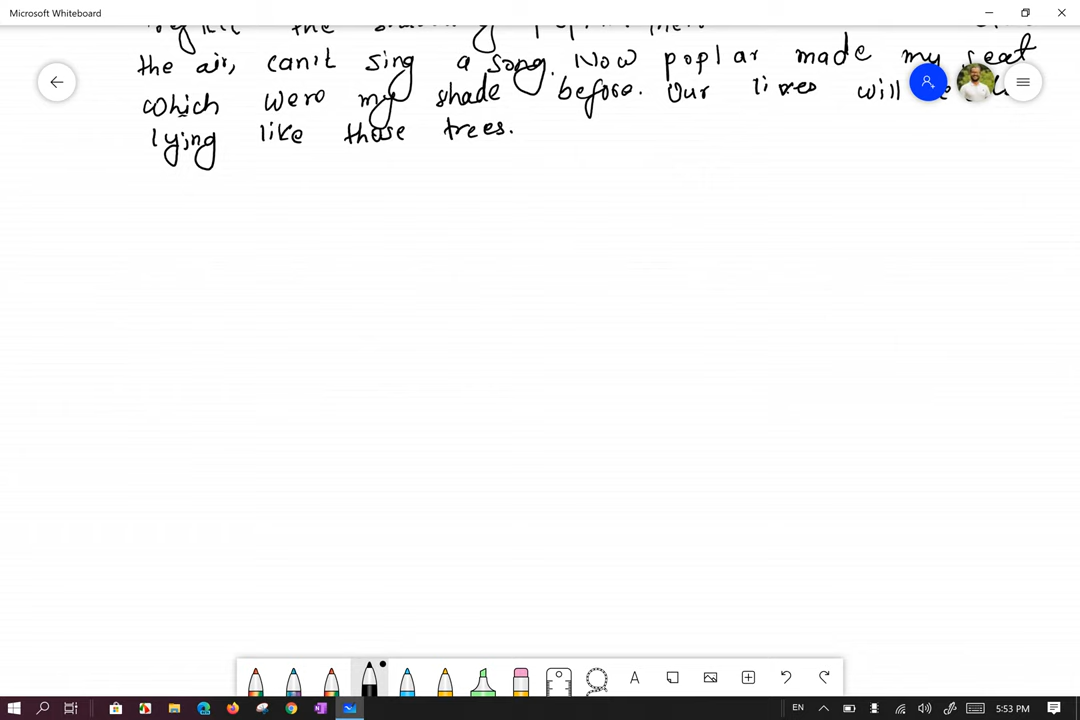 Microsoft Whiteboard
the
the air, can't sing a song. Now poplar made my seat
which were my shade before. Our lives will
lying like those trees.
EN
5:53 PM